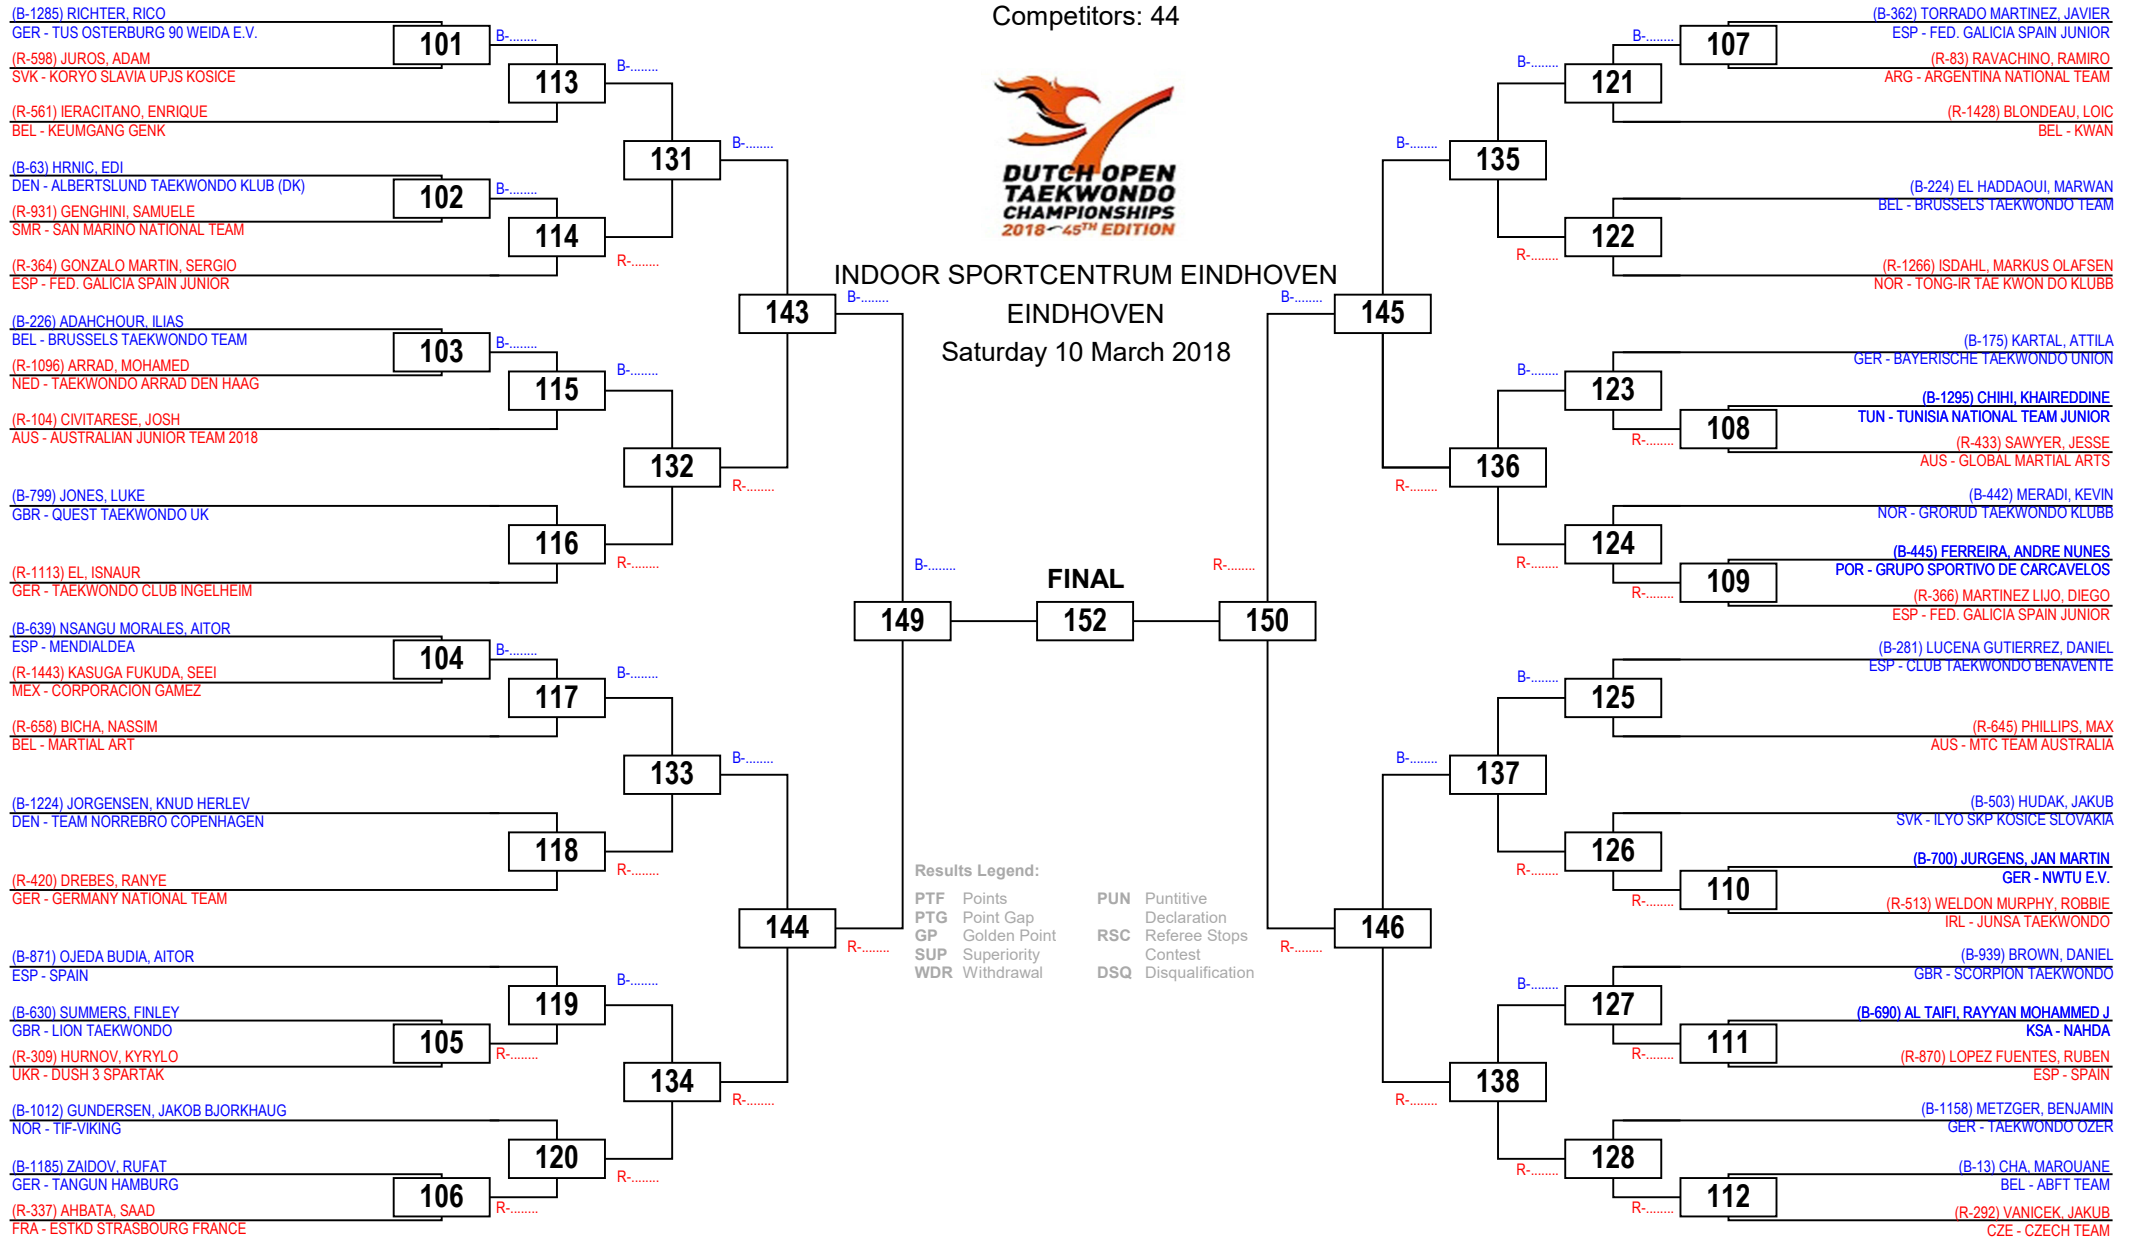 Competitors: 44
DUTCH OPEN
TAEKWONDO
CHAMPIONSHIPS
2018 45TH EDITION
INDOOR SPORTCENTRUM EINDHOVEN
EINDHOVEN
Saturday 10 March 2018
(B-1285) RICHTER, RICO
GER - TUS OSTERBURG 90 WEIDA E.V.
101
B-........
(R-598) JUROS, ADAM
SVK - KORYO SLAVIA UPJS KOSICE
113
B-........
(R-561) IERACITANO, ENRIQUE
BEL - KEUMGANG GENK
131
B-........
(B-63) HRNIC, EDI
DEN - ALBERTSLUND TAEKWONDO KLUB (DK)
102
B-........
(R-931) GENGHINI, SAMUELE
SMR - SAN MARINO NATIONAL TEAM
114
R-........
(R-364) GONZALO MARTIN, SERGIO
ESP - FED. GALICIA SPAIN JUNIOR
143
B-........
(B-226) ADAHCHOUR, ILIAS
BEL - BRUSSELS TAEKWONDO TEAM
103
B-........
(R-1096) ARRAD, MOHAMED
NED - TAEKWONDO ARRAD DEN HAAG
115
B-........
(R-104) CIVITARESE, JOSH
AUS - AUSTRALIAN JUNIOR TEAM 2018
132
R-........
(B-799) JONES, LUKE
GBR - QUEST TAEKWONDO UK
116
R-........
(R-1113) EL, ISNAUR
GER - TAEKWONDO CLUB INGELHEIM
B-........
149
(B-639) NSANGU MORALES, AITOR
ESP - MENDIALDEA
104
B-........
(R-1443) KASUGA FUKUDA, SEEI
MEX - CORPORACION GAMEZ
117
B-........
(R-658) BICHA, NASSIM
BEL - MARTIAL ART
133
B-........
(B-1224) JORGENSEN, KNUD HERLEV
DEN - TEAM NORREBRO COPENHAGEN
118
R-........
(R-420) DREBES, RANYE
GER - GERMANY NATIONAL TEAM
144
R-........
(B-871) OJEDA BUDIA, AITOR
ESP - SPAIN
119
B-........
(B-630) SUMMERS, FINLEY
GBR - LION TAEKWONDO
105
R-........
(R-309) HURNOV, KYRYLO
UKR - DUSH 3 SPARTAK
134
R-........
(B-1012) GUNDERSEN, JAKOB BJORKHAUG
NOR - TIF-VIKING
120
R-........
(B-1185) ZAIDOV, RUFAT
GER - TANGUN HAMBURG
106
R-........
(R-337) AHBATA, SAAD
FRA - ESTKD STRASBOURG FRANCE
FINAL
152
Results Legend:
PTF Points
PTG Point Gap
GP Golden Point
SUP Superiority
WDR Withdrawal
PUN Puntitive
Declaration
RSC Referee Stops
Contest
DSQ Disqualification
(B-362) TORRADO MARTINEZ, JAVIER
ESP - FED. GALICIA SPAIN JUNIOR
B-........
107
(R-83) RAVACHINO, RAMIRO
ARG - ARGENTINA NATIONAL TEAM
B-........
121
(R-1428) BLONDEAU, LOIC
BEL - KWAN
B-........
135
(B-224) EL HADDAOUI, MARWAN
BEL - BRUSSELS TAEKWONDO TEAM
R-........
122
(R-1266) ISDAHL, MARKUS OLAFSEN
NOR - TONG-IR TAE KWON DO KLUBB
B-........
145
(B-175) KARTAL, ATTILA
GER - BAYERISCHE TAEKWONDO UNION
B-........
123
(B-1295) CHIHI, KHAIREDDINE
TUN - TUNISIA NATIONAL TEAM JUNIOR
R-........
108
(R-433) SAWYER, JESSE
AUS - GLOBAL MARTIAL ARTS
R-........
136
(B-442) MERADI, KEVIN
NOR - GRORUD TAEKWONDO KLUBB
R-........
124
(B-445) FERREIRA, ANDRE NUNES
POR - GRUPO SPORTIVO DE CARCAVELOS
R-........
109
(R-366) MARTINEZ LIJO, DIEGO
ESP - FED. GALICIA SPAIN JUNIOR
R-........
150
(B-281) LUCENA GUTIERREZ, DANIEL
ESP - CLUB TAEKWONDO BENAVENTE
B-........
125
(R-645) PHILLIPS, MAX
AUS - MTC TEAM AUSTRALIA
B-........
137
(B-503) HUDAK, JAKUB
SVK - ILYO SKP KOSICE SLOVAKIA
R-........
126
(B-700) JURGENS, JAN MARTIN
GER - NWTU E.V.
R-........
110
(R-513) WELDON MURPHY, ROBBIE
IRL - JUNSA TAEKWONDO
R-........
146
(B-939) BROWN, DANIEL
GBR - SCORPION TAEKWONDO
B-........
127
(B-690) AL TAIFI, RAYYAN MOHAMMED J
KSA - NAHDA
R-........
111
(R-870) LOPEZ FUENTES, RUBEN
ESP - SPAIN
R-........
138
(B-1158) METZGER, BENJAMIN
GER - TAEKWONDO OZER
R-........
128
(B-13) CHA, MAROUANE
BEL - ABFT TEAM
R-........
112
(R-292) VANICEK, JAKUB
CZE - CZECH TEAM